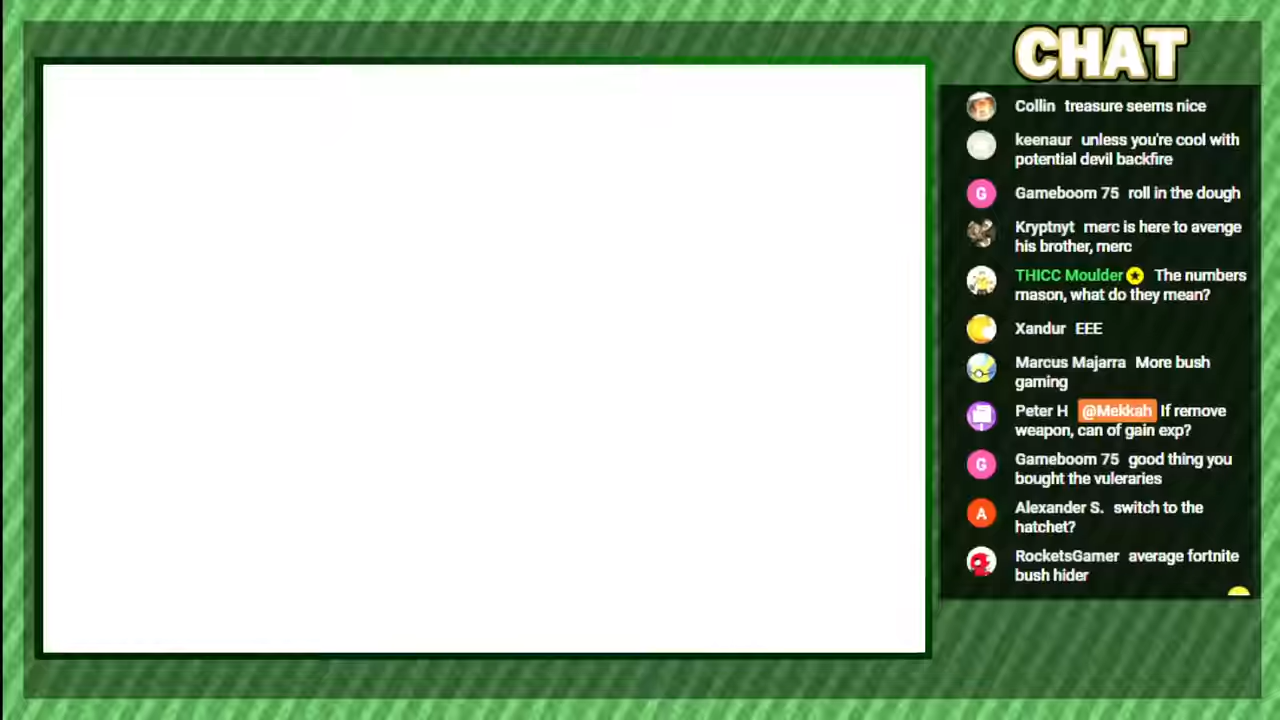 CHAT
Collin treasure seems nice
keenaur unless you're cool with
potential devil backfire
G Gameboom 75 roll in the dough
Kryptnyt merc is here to avenge
his brother, merc
THICC Moulder The numbers
mason, what do they mean?
Xandur EEE
Marcus Majarra More bush
gaming
Peter H @Mekkah If remove
weapon, can of gain exp?
G Gameboom 75 good thing you
bought the vuleraries
A Alexander S. switch to the
hatchet?
RocketsGamer average fortnite
bush hider